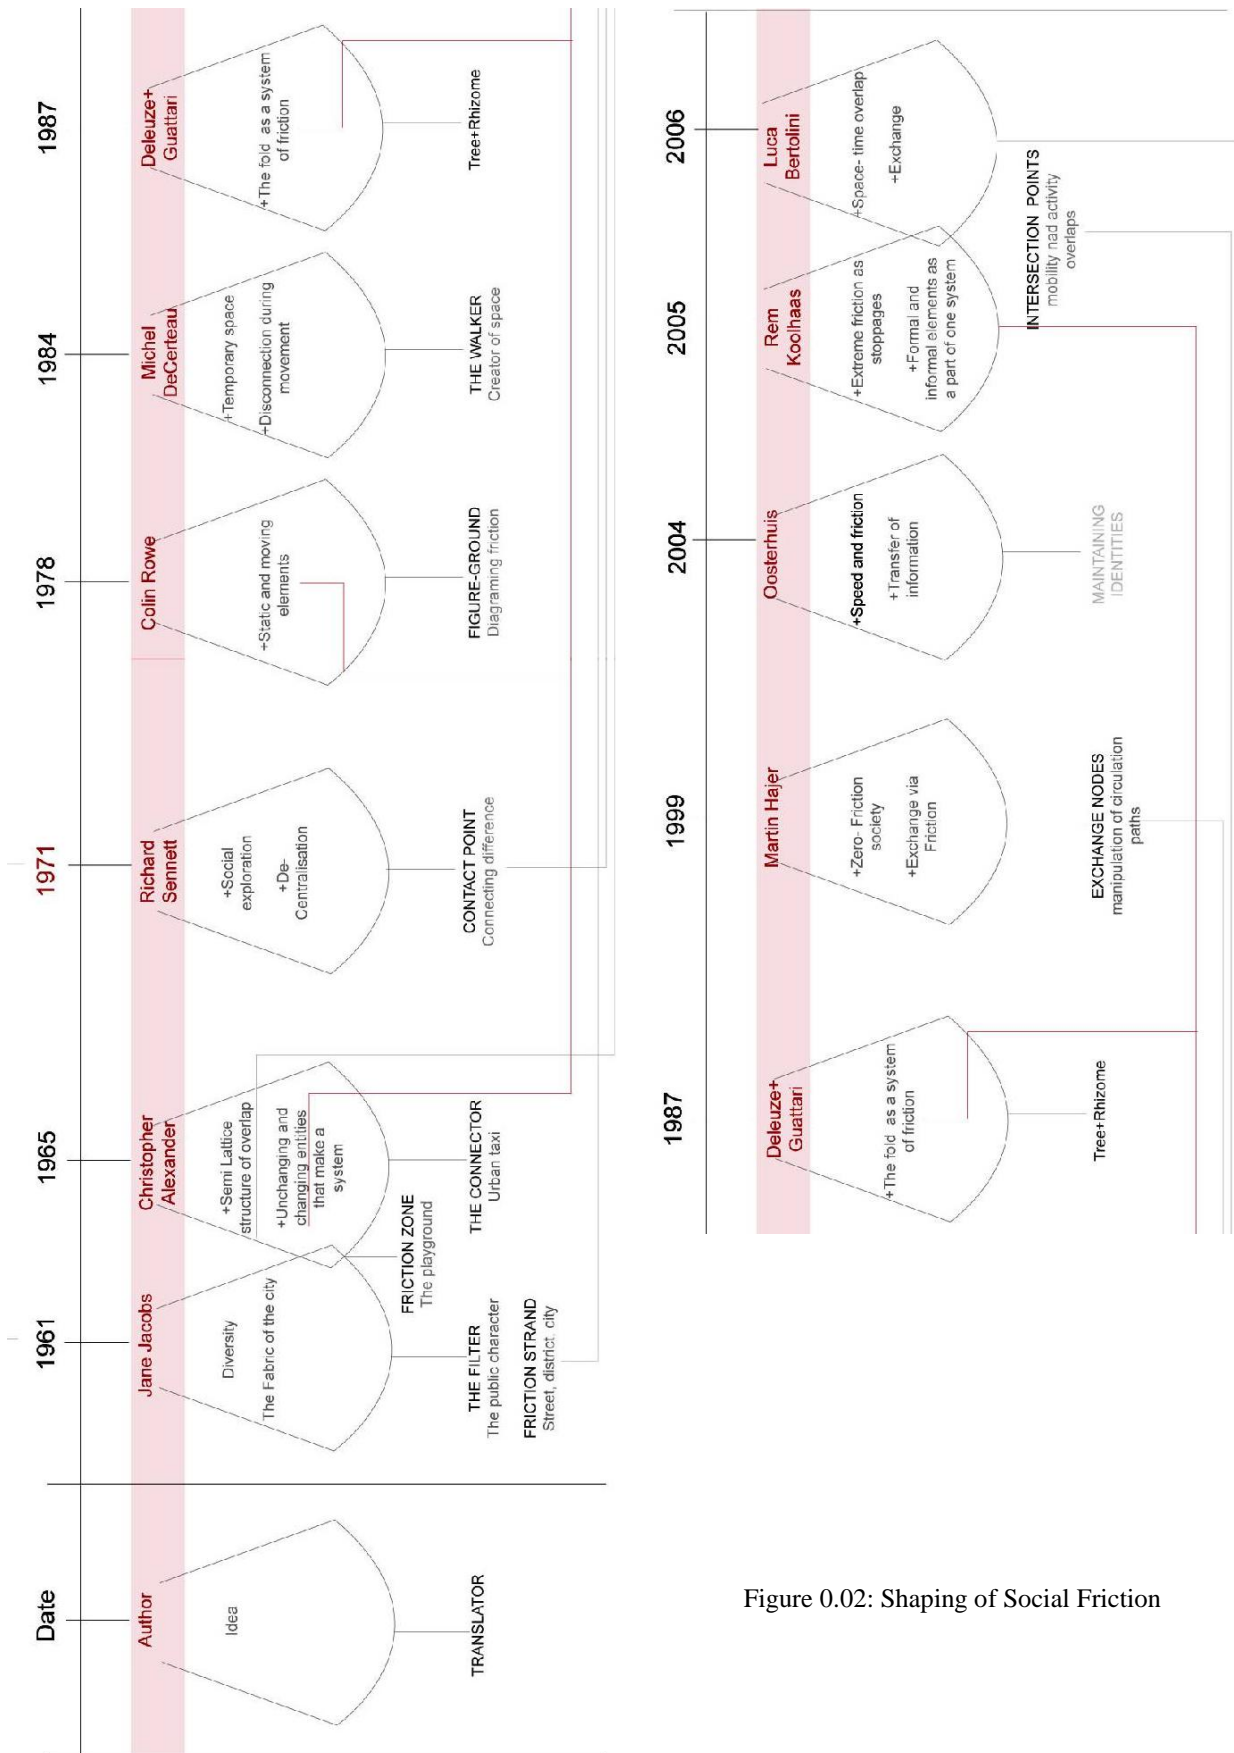 Date
Author
Idea
TRANSLATOR
1961
Jane Jacobs
Diversity
The Fabric of the city
THE FILTER
The public character
FRICTION STRAND
Street, district, city
FRICTION ZONE
The playground
1965
Christopher
Alexander
+Semi Lattice
structure of overlap
+Unchanging and
changing entities
that make a
system
THE CONNECTOR
Urban taxi
1971
Richard
Sennett
+Social
exploration
+De-
Centralisation
CONTACT POINT
Connecting difference
1978
Colin Rowe
+Static and moving
elements
FIGURE-GROUND
Diagraming friction
1984
Michel
DeCerteau
+Temporary space
+Disconnection during
movement
THE WALKER
Creator of space
1987
Deleuze+
Guattari
+The fold as a system
of friction
Tree+Rhizome
1987
Deleuze+
Guattari
+The fold as a system
of friction
Tree+Rhizome
1999
Martin Hajer
+Zero- Friction
society
+Exchange via
Friction
EXCHANGE NODES
manipulation of circulation
paths
2004
Oosterhuis
+Speed and friction
+Transfer of
information
MAINTAINING
IDENTITIES
2005
Rem
Koolhaas
+Extreme friction as
stoppages
+Formal and
informal elements as
a part of one system
2006
Luca
Bertolini
+Space- time overlap
+Exchange
INTERSECTION POINTS
mobility nad activity
overlaps
Figure 0.02: Shaping of Social Friction